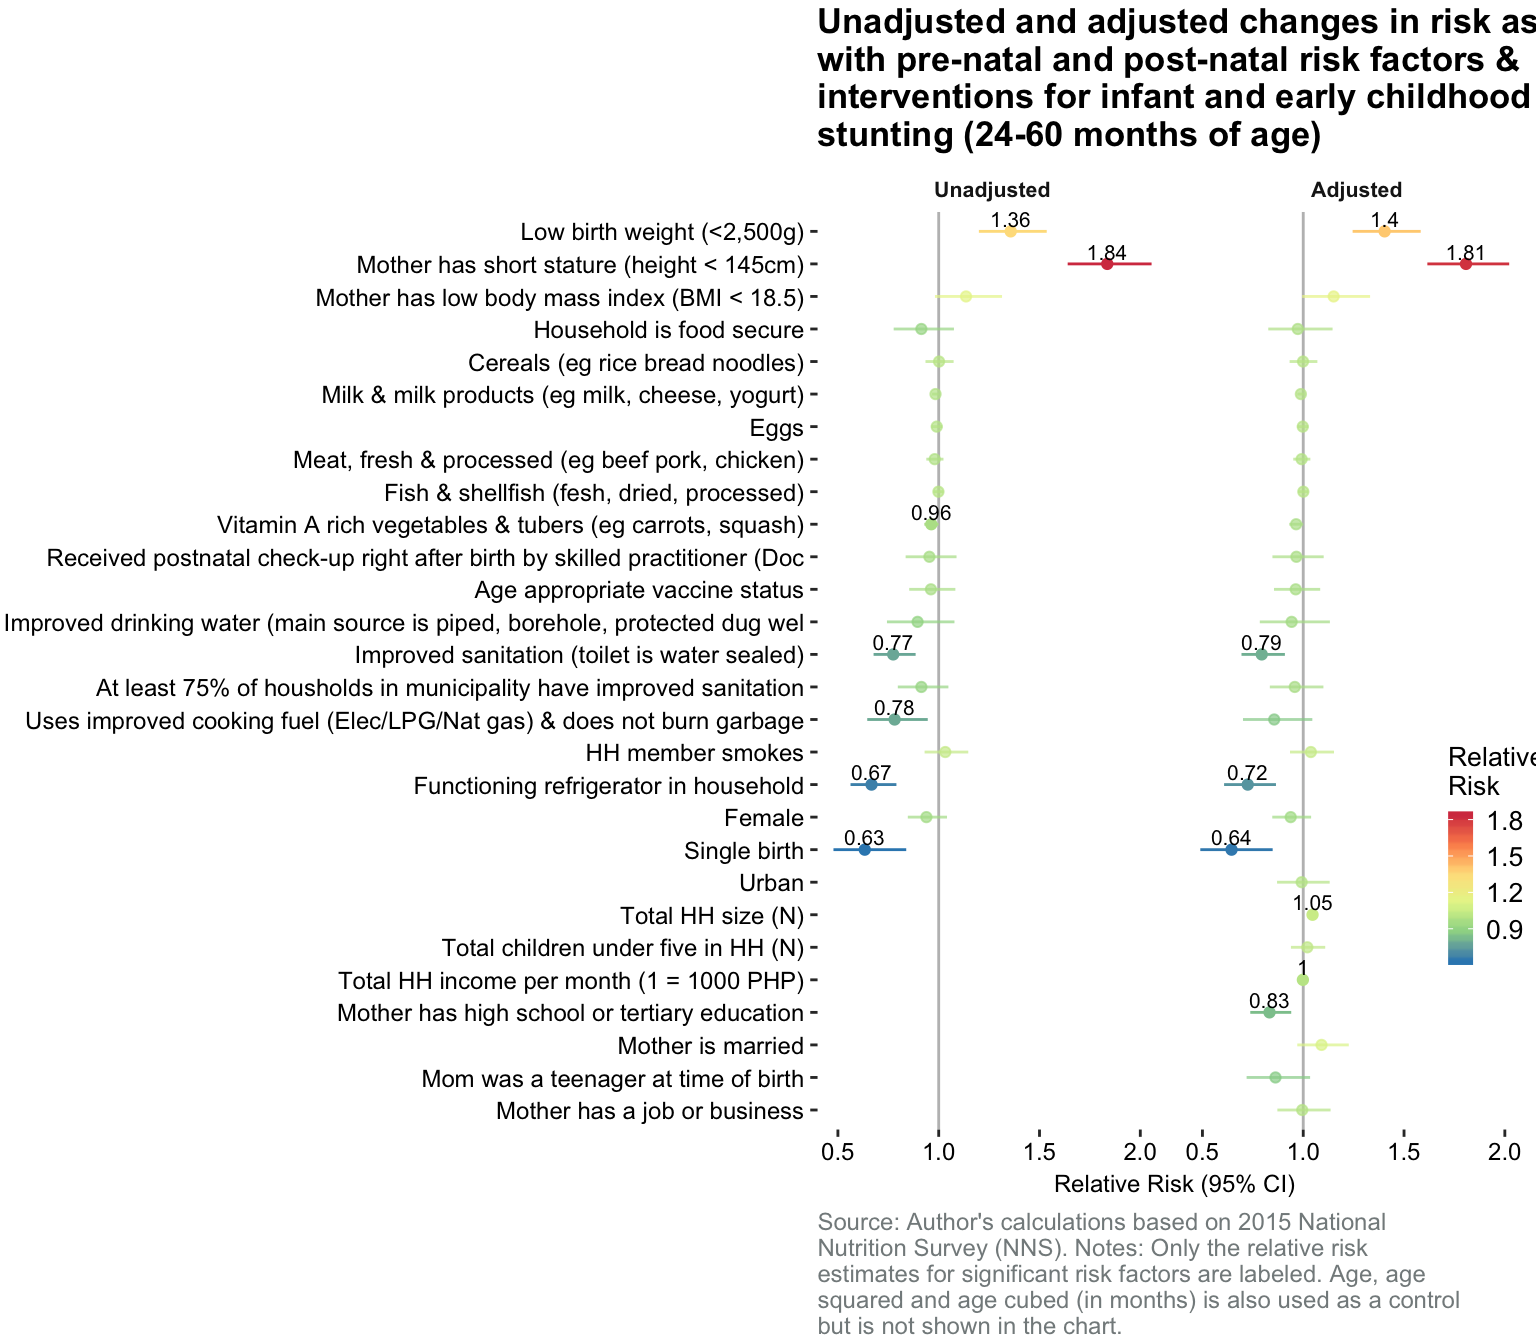 Unadjusted and adjusted changes in risk as
with pre-natal and post-natal risk factors &
interventions for infant and early childhood
stunting (24-60 months of age)
Unadjusted
Adjusted
Low birth weight (<2,500g)
1.36
1.4
Mother has short stature (height < 145cm)
1.84
1.81
Mother has low body mass index (BMI < 18.5)
Household is food secure
Cereals (eg rice bread noodles)
Milk & milk products (eg milk, cheese, yogurt)
Eggs
Meat, fresh & processed (eg beef pork, chicken)
Fish & shellfish (fesh, dried, processed)
Vitamin A rich vegetables & tubers (eg carrots, squash)
0.96
Received postnatal check-up right after birth by skilled practitioner (Doc
Age appropriate vaccine status
Improved drinking water (main source is piped, borehole, protected dug wel
Improved sanitation (toilet is water sealed)
0.77
0.79
At least 75% of housholds in municipality have improved sanitation
Uses improved cooking fuel (Elec/LPG/Nat gas) & does not burn garbage
0.78
HH member smokes
Functioning refrigerator in household
0.67
0.72
Female
Single birth
0.63
0.64
Urban
Total HH size (N)
1.05
Total children under five in HH (N)
Total HH income per month (1 = 1000 PHP)
1
Mother has high school or tertiary education
0.83
Mother is married
Mom was a teenager at time of birth
Mother has a job or business
0.5 1.0 1.5 2.0
0.5 1.0 1.5 2.0
Relative Risk (95% CI)
Relative
Risk
1.8
1.5
1.2
0.9
Source: Author's calculations based on 2015 National
Nutrition Survey (NNS). Notes: Only the relative risk
estimates for significant risk factors are labeled. Age, age
squared and age cubed (in months) is also used as a control
but is not shown in the chart.